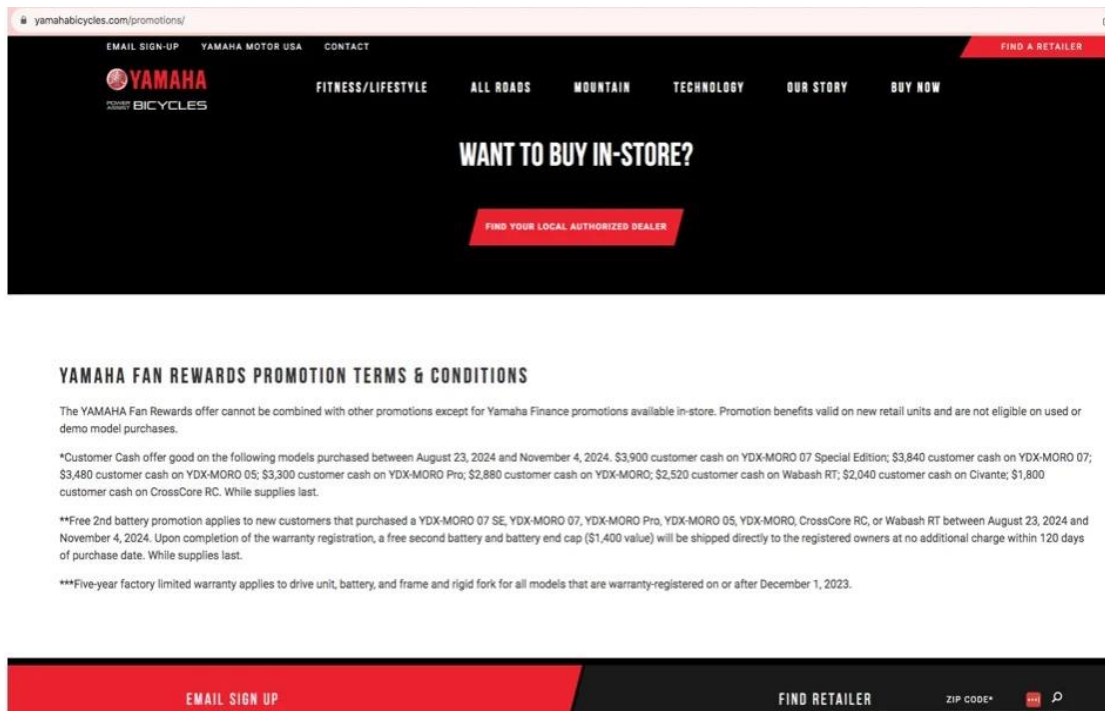 yamahabicycles.com/promotions/
EMAIL SIGN-UP YAMAHA MOTOR USA CONTACT FIND A RETAILER
YAMAHA
POWER ASSIST BICYCLES
FITNESS/LIFESTYLE ALL ROADS MOUNTAIN TECHNOLOGY OUR STORY BUY NOW
WANT TO BUY IN-STORE?
FIND YOUR LOCAL AUTHORIZED DEALER
YAMAHA FAN REWARDS PROMOTION TERMS & CONDITIONS
The YAMAHA Fan Rewards offer cannot be combined with other promotions except for Yamaha Finance promotions available in-store. Promotion benefits valid on new retail units and are not eligible on used or
demo model purchases.
*Customer Cash offer good on the following models purchased between August 23, 2024 and November 4, 2024. $3,900 customer cash on YDX-MORO 07 Special Edition; $3,840 customer cash on YDX-MORO 07;
$3,480 customer cash on YDX-MORO 05; $3,300 customer cash on YDX-MORO Pro; $2,880 customer cash on YDX-MORO; $2,520 customer cash on Wabash RT; $2,040 customer cash on Civante; $1,800
customer cash on CrossCore RC. While supplies last.
**Free 2nd battery promotion applies to new customers that purchased a YDX-MORO 07 SE, YDX-MORO 07, YDX-MORO Pro, YDX-MORO 05, YDX-MORO, CrossCore RC, or Wabash RT between August 23, 2024 and
November 4, 2024. Upon completion of the warranty registration, a free second battery and battery end cap ($1,400 value) will be shipped directly to the registered owners at no additional charge within 120 days
of purchase date. While supplies last.
***Five-year factory limited warranty applies to drive unit, battery, and frame and rigid fork for all models that are warranty-registered on or after December 1, 2023.
EMAIL SIGN UP FIND RETAILER ZIP CODE*